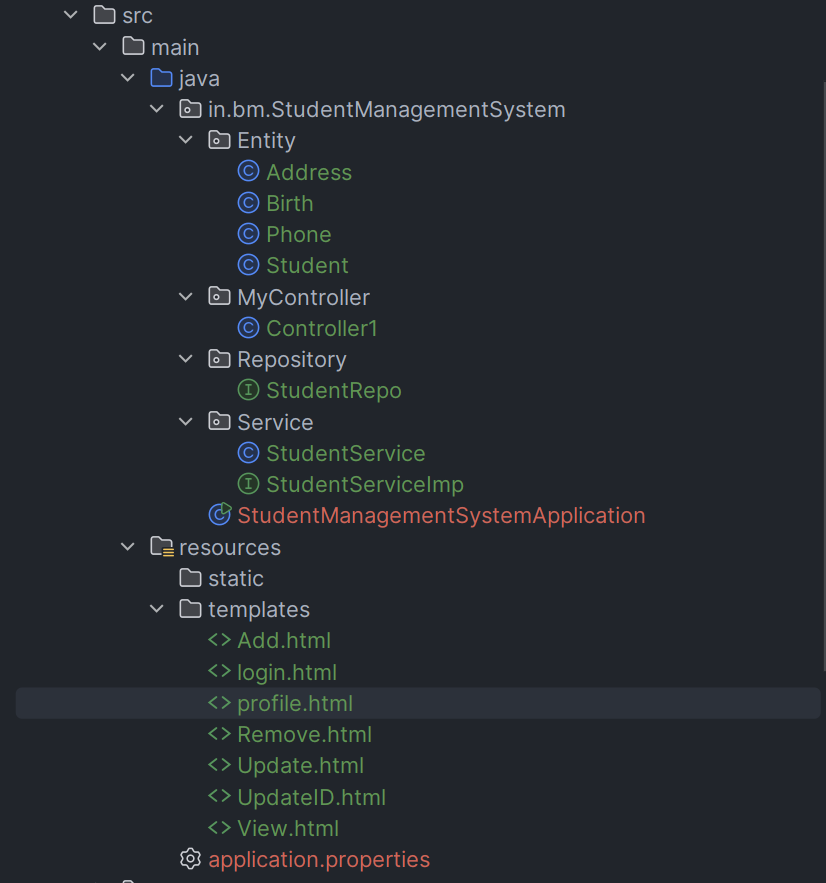 src
main
java
in.bm.StudentManagementSystem
Entity
C Address
C Birth
C Phone
C Student
MyController
C Controller1
Repository
I StudentRepo
Service
C StudentService
I StudentServiceImp
C StudentManagementSystemApplication
resources
static
templates
<> Add.html
<> login.html
<> profile.html
<> Remove.html
<> Update.html
<> UpdateID.html
<> View.html
application.properties